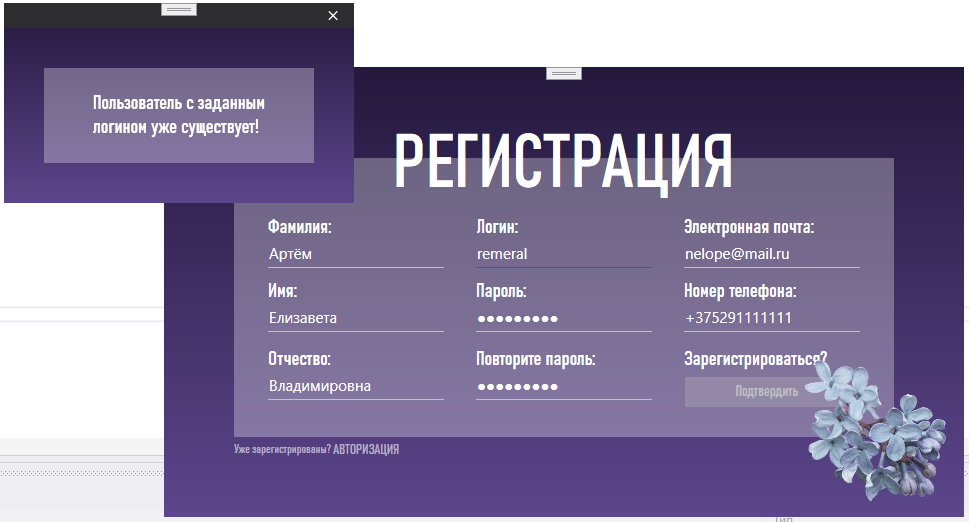 Пользователь с заданным
логином уже существует!
РЕГИСТРАЦИЯ
Фамилия: Логин: Электронная почта:
Артём remeral nelope@mail.ru
Имя: Пароль: Номер телефона:
Елизавета ●●●●●●●●● +375291111111
Отчество: Повторите пароль: Зарегистрироваться?
Владимировна ●●●●●●●●● Подтвердить
Уже зарегистрированы? АВТОРИЗАЦИЯ
Тип